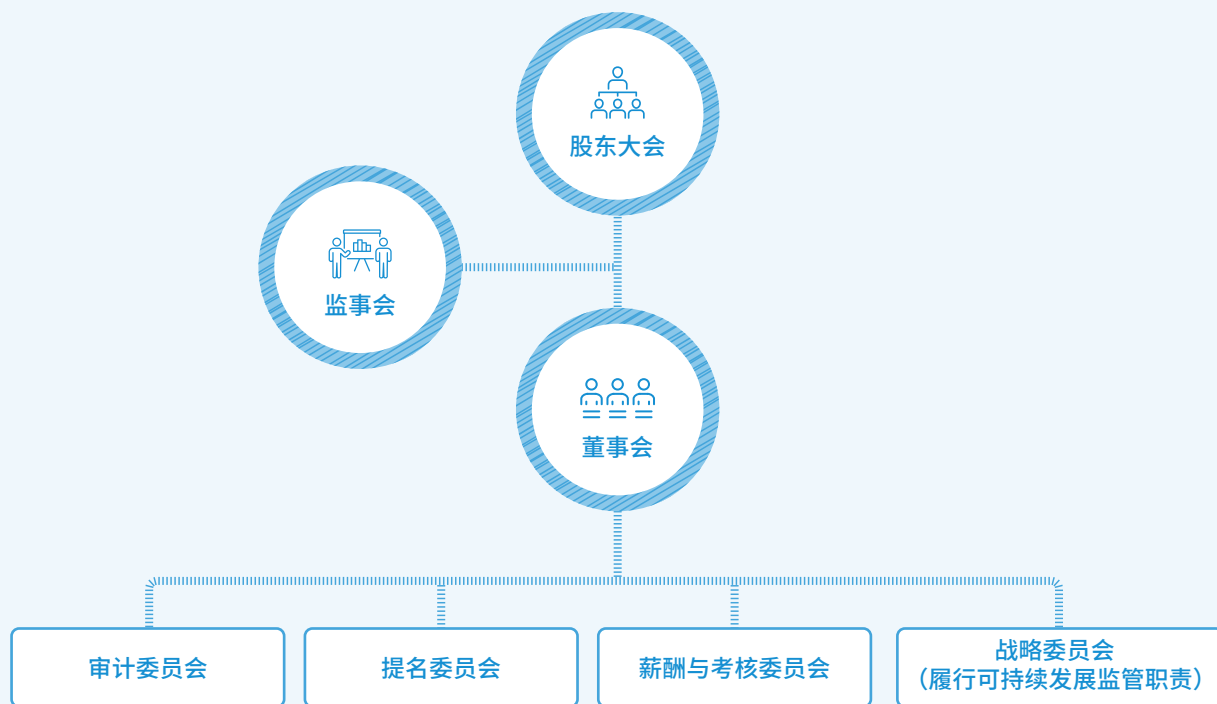 股东大会
监事会
董事会
审计委员会
提名委员会
薪酬与考核委员会
战略委员会
（履行可持续发展监管职责）